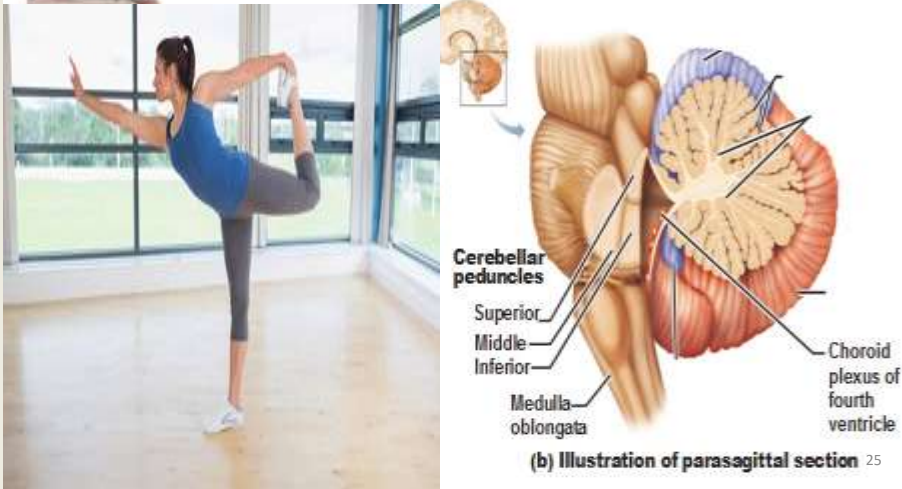 Cerebellar
peduncles
Superior
Middle
Inferior
Medulla
oblongata
Choroid
plexus of
fourth
ventricle
(b) Illustration of parasagittal section 25